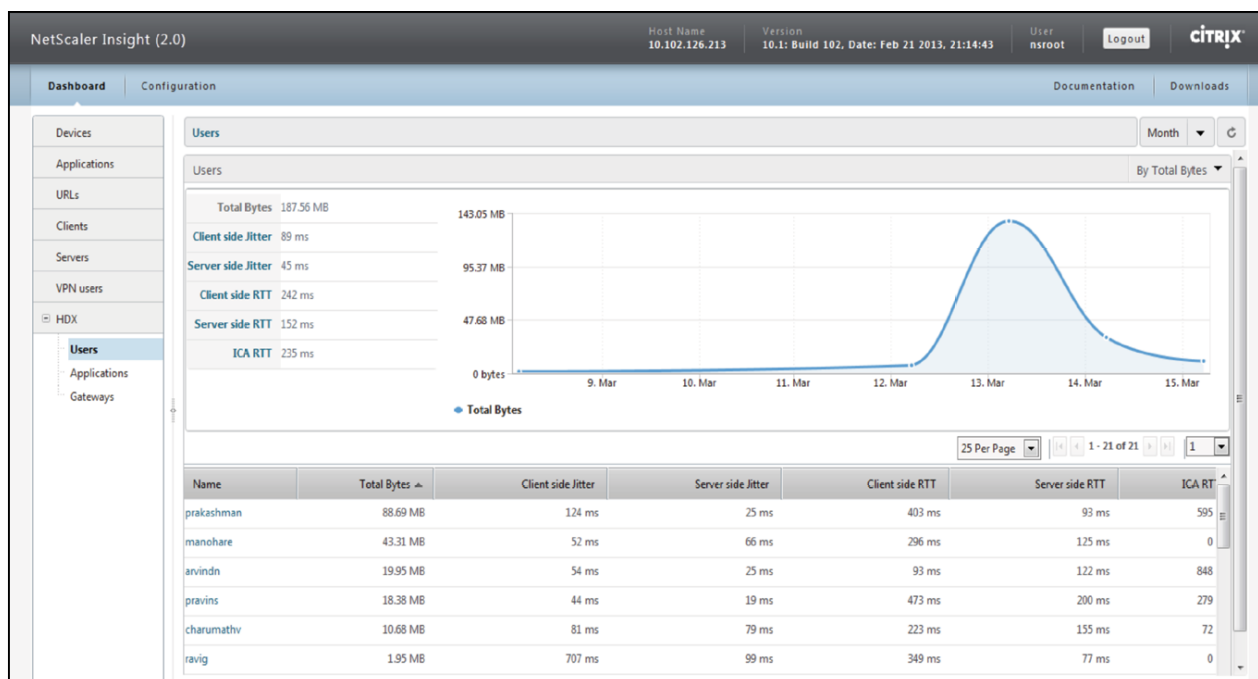 NetScaler Insight (2.0)
Host Name
10.102.126.213
Version
10.1: Build 102, Date: Feb 21 2013, 21:14:43
User
nsroot
Logout
CITRIX
Dashboard Configuration Documentation Downloads
Devices
Applications
URLs
Clients
Servers
VPN users
HDX
Users
Applications
Gateways
Users Month
Users By Total Bytes
Total Bytes 187.56 MB
Client side Jitter 89 ms
Server side Jitter 45 ms
Client side RTT 242 ms
Server side RTT 152 ms
ICA RTT 235 ms
143.05 MB
95.37 MB
47.68 MB
0 bytes
9. Mar 10. Mar 11. Mar 12. Mar 13. Mar 14. Mar 15. Mar
Total Bytes
25 Per Page 1 - 21 of 21 1
Name Total Bytes Client side Jitter Server side Jitter Client side RTT Server side RTT ICA RT
prakashman 88.69 MB 124 ms 25 ms 403 ms 93 ms 595
manohare 43.31 MB 52 ms 66 ms 296 ms 125 ms 0
arvindn 19.95 MB 54 ms 25 ms 93 ms 122 ms 848
pravins 18.38 MB 44 ms 19 ms 473 ms 200 ms 279
charumathv 10.68 MB 81 ms 79 ms 223 ms 155 ms 72
ravig 1.95 MB 707 ms 99 ms 349 ms 77 ms 0